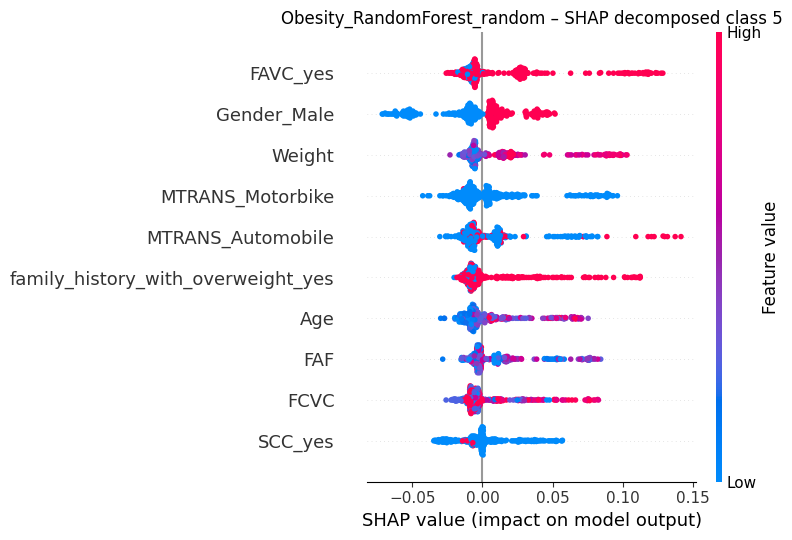 Obesity_RandomForest_random – SHAP decomposed class 5
High
FAVC_yes
Gender_Male
Weight
MTRANS_Motorbike
MTRANS_Automobile
family_history_with_overweight_yes
Age
FAF
FCVC
SCC_yes
Feature value
Low
−0.05 0.00 0.05 0.10 0.15
SHAP value (impact on model output)